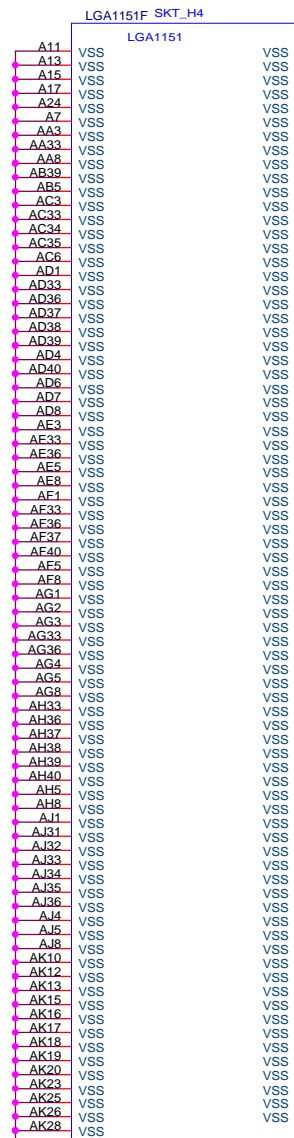 LGA1151F SKT_H4
LGA1151
A11 VSS VSS
A13 VSS VSS
A15 VSS VSS
A17 VSS VSS
A24 VSS VSS
A7 VSS VSS
AA3 VSS VSS
AA33 VSS VSS
AA8 VSS VSS
AB39 VSS VSS
AB5 VSS VSS
AC3 VSS VSS
AC33 VSS VSS
AC34 VSS VSS
AC35 VSS VSS
AC6 VSS VSS
AD1 VSS VSS
AD33 VSS VSS
AD36 VSS VSS
AD37 VSS VSS
AD38 VSS VSS
AD39 VSS VSS
AD4 VSS VSS
AD40 VSS VSS
AD6 VSS VSS
AD7 VSS VSS
AD8 VSS VSS
AE3 VSS VSS
AE33 VSS VSS
AE36 VSS VSS
AE5 VSS VSS
AE8 VSS VSS
AF1 VSS VSS
AF33 VSS VSS
AF36 VSS VSS
AF37 VSS VSS
AF40 VSS VSS
AF5 VSS VSS
AF8 VSS VSS
AG1 VSS VSS
AG2 VSS VSS
AG3 VSS VSS
AG33 VSS VSS
AG36 VSS VSS
AG4 VSS VSS
AG5 VSS VSS
AG8 VSS VSS
AH33 VSS VSS
AH36 VSS VSS
AH37 VSS VSS
AH38 VSS VSS
AH39 VSS VSS
AH40 VSS VSS
AH5 VSS VSS
AH8 VSS VSS
AJ1 VSS VSS
AJ31 VSS VSS
AJ32 VSS VSS
AJ33 VSS VSS
AJ34 VSS VSS
AJ35 VSS VSS
AJ36 VSS VSS
AJ4 VSS VSS
AJ5 VSS VSS
AJ8 VSS VSS
AK10 VSS VSS
AK12 VSS VSS
AK13 VSS VSS
AK15 VSS VSS
AK16 VSS VSS
AK17 VSS VSS
AK18 VSS VSS
AK19 VSS VSS
AK20 VSS VSS
AK23 VSS VSS
AK25 VSS VSS
AK26 VSS VSS
AK28 VSS